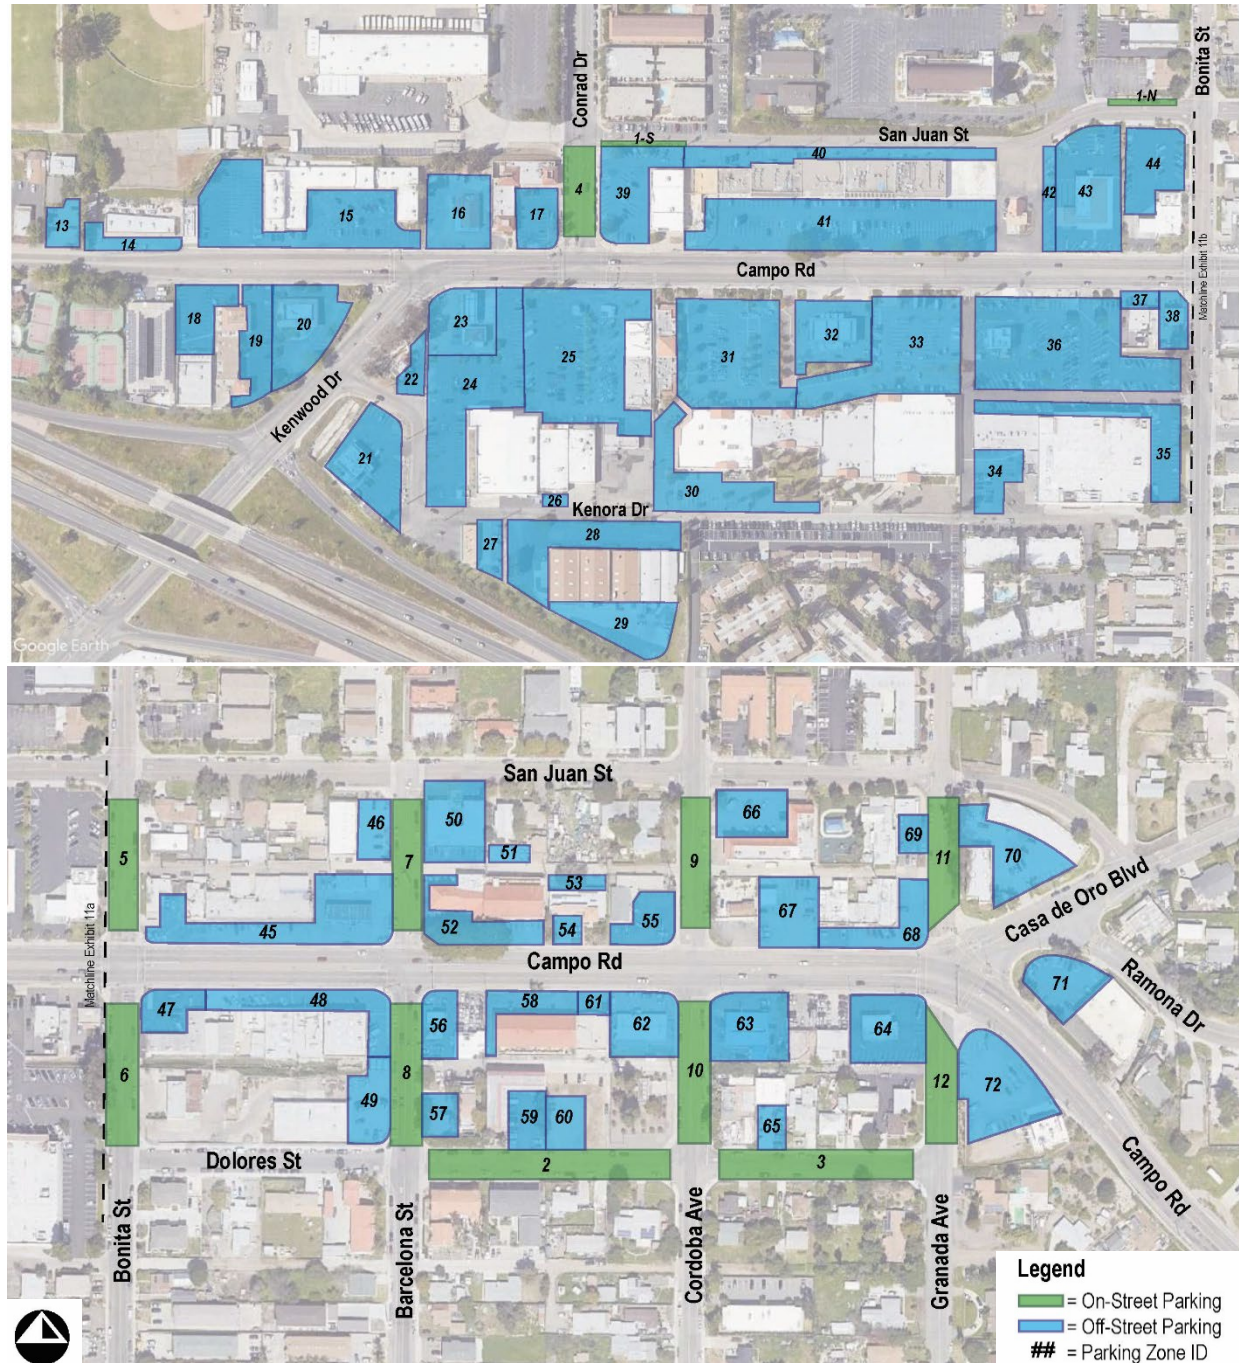 Conrad Dr
Bonita St
1-N
San Juan St
1-S
40
44
4
39
42
43
13
14
15
16
17
41
Campo Rd
Matchline Exhibit 11b
18
19
20
23
22
24
25
31
32
33
36
37
38
Kenwood Dr
21
26
Kenora Dr
30
34
35
27
28
29
Google Earth
San Juan St
5
46
7
50
51
53
9
66
69
11
70
Casa de Oro Blvd
Matchline Exhibit 11a
45
52
54
55
67
68
Campo Rd
Ramona Dr
71
47
48
56
58
61
62
63
64
6
49
8
57
59
60
10
65
12
72
Dolores St
2
3
Campo Rd
Bonita St
Barcelona St
Cordoba Ave
Granada Ave
Legend
= On-Street Parking
= Off-Street Parking
## = Parking Zone ID